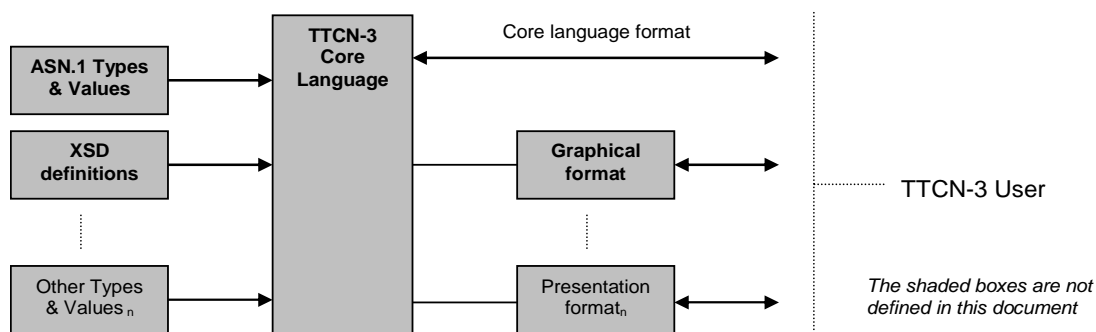 TTCN-3
Core
Language
Core language format
ASN.1 Types
& Values
XSD
definitions
Graphical
format
TTCN-3 User
Other Types
& Values n
Presentation
formatn
The shaded boxes are not
defined in this document